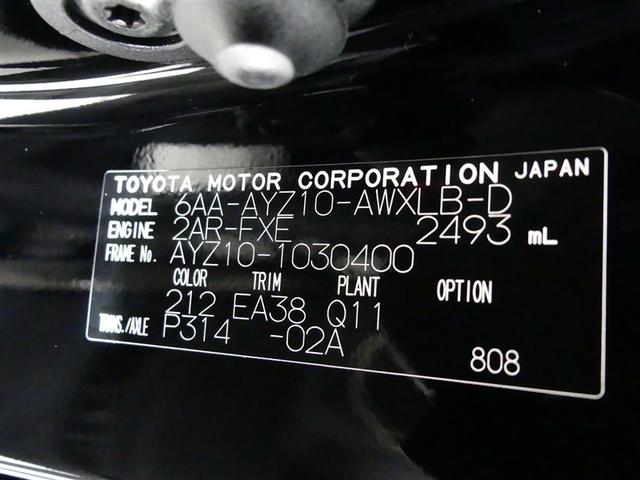 TOYOTA MOTOR CORPORATION JAPAN
MODEL 6AA-AYZ10-AWXLB-D
ENGINE 2AR-FXE 2493 mL
FRAME No. AYZ10-1030400
COLOR TRIM PLANT OPTION
212 EA38 Q11
TRANS./AXLE P314 -02A
808